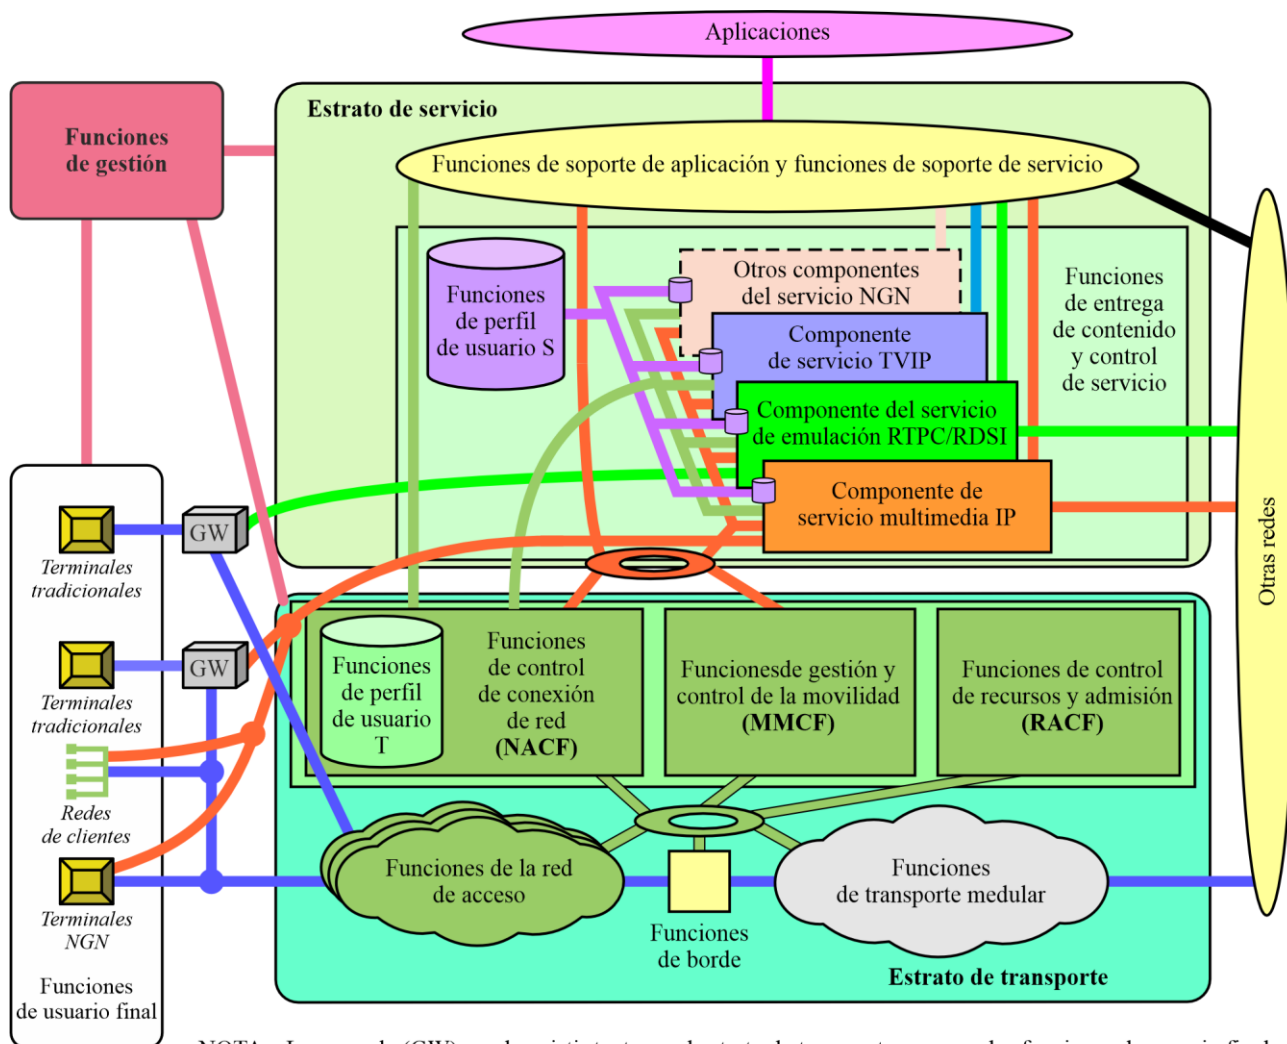 Aplicaciones
Estrato de servicio
Funciones
de gestión
Funciones de soporte de aplicación y funciones de soporte de servicio
Funciones
de perfil
de usuario S
Otros componentes
del servicio NGN
Componente
de servicio TVIP
Componente del servicio
de emulación RTPC/RDSI
Componente de
servicio multimedia IP
Funciones
de entrega
de contenido
y control
de servicio
Otras redes
GW
Terminales
tradicionales
GW
Terminales
tradicionales
Redes
de clientes
Terminales
NGN
Funciones
de usuario final
Funciones
de perfil
de usuario
T
Funciones
de control
de conexión
de red
(NACF)
Funcionesde gestión y
control de la movilidad
(MMCF)
Funciones de control
de recursos y admisión
(RACF)
Funciones de la red
de acceso
Funciones
de borde
Funciones
de transporte medular
Estrato de transporte